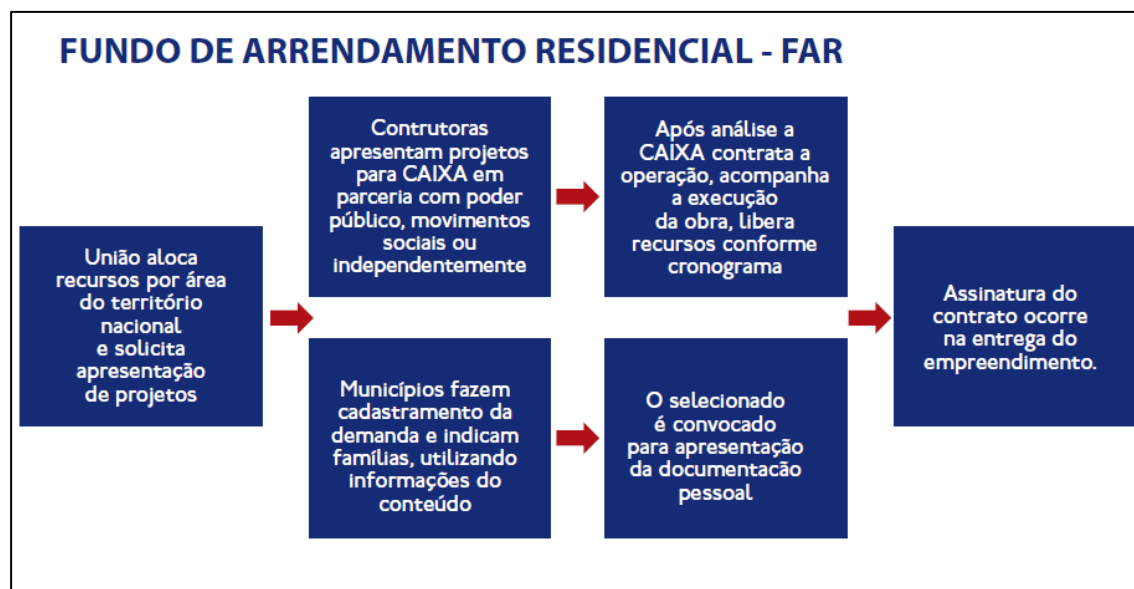 FUNDO DE ARRENDAMENTO RESIDENCIAL - FAR
União aloca
recursos por área
do território
nacional
e solicita
apresentação
de projetos
Contrutoras
apresentam projetos
para CAIXA em
parceria com poder
público, movimentos
sociais ou
independentemente
Após análise a
CAIXA contrata a
operação, acompanha
a execução
da obra, libera
recursos conforme
cronograma
Municípios fazem
cadastramento da
demanda e indicam
famílias, utilizando
informações do
conteúdo
O selecionado
é convocado
para apresentação
da documentacão
pessoal
Assinatura do
contrato ocorre
na entrega do
empreendimento.